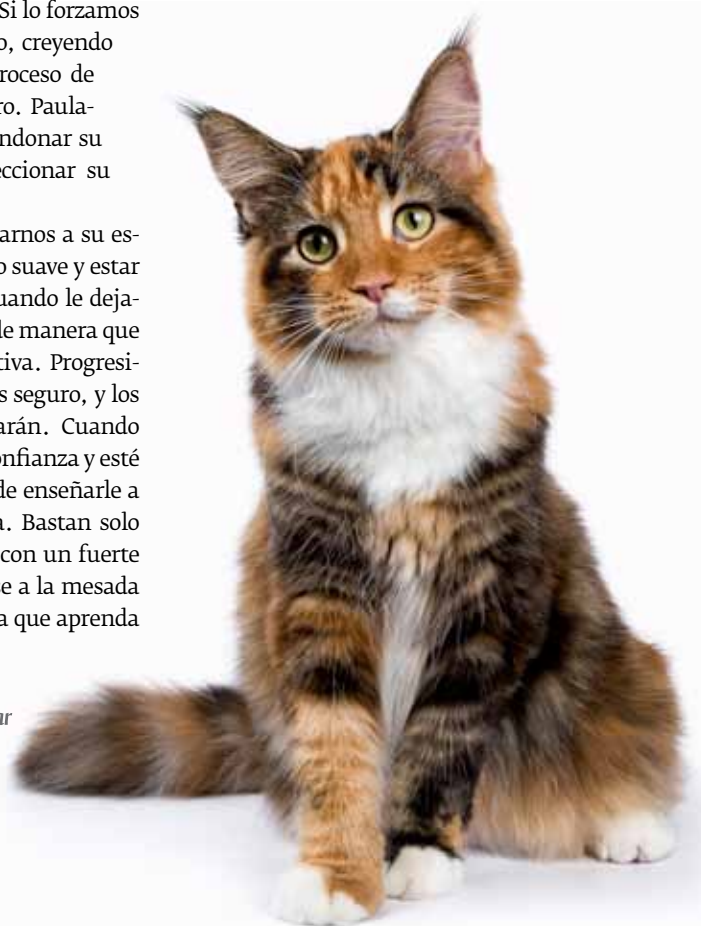 Si lo forzamos
o, creyendo
roceso de
ro. Paula-
ndonar su
eccionar su
arnos a su es-
o suave y estar
uando le deja-
de manera que
tiva. Progresi-
s seguro, y los
arán. Cuando
onfianza y esté
de enseñarle a
a. Bastan solo
con un fuerte
se a la mesada
a que aprenda
ar